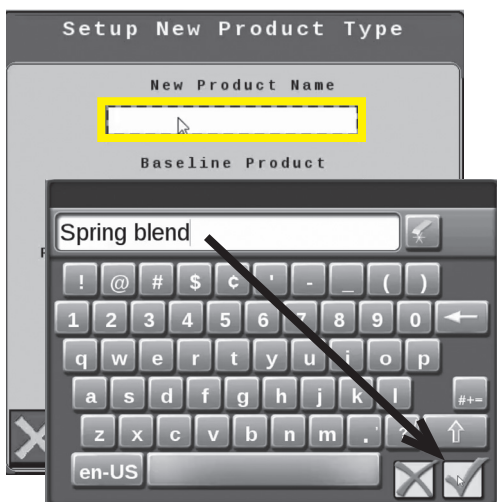 Setup New Product Type
New Product Name
Baseline Product
Spring blend
! @ # $ ¢ ' - _ ( )
1 2 3 4 5 6 7 8 9 0
q w e r t y u i o p
a s d f g h j k l #+=
z x c v b n m . ?
en-US